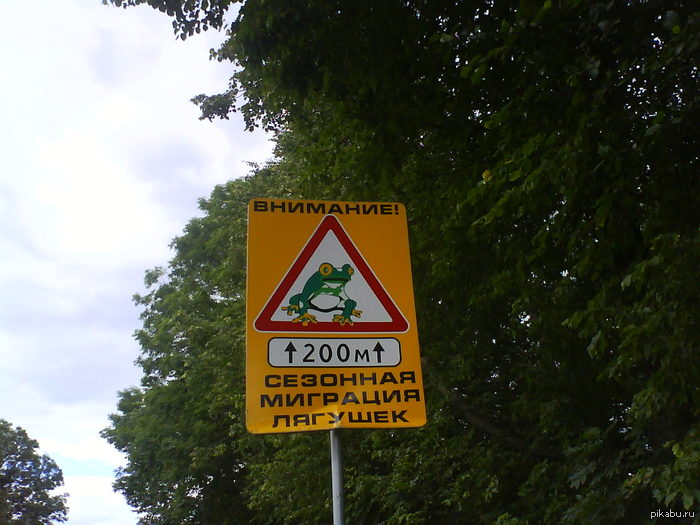 ВНИМАНИЕ!
↑200м↑
СЕЗОННАЯ
МИГРАЦИЯ
ЛЯГУШЕК
pikabu.ru